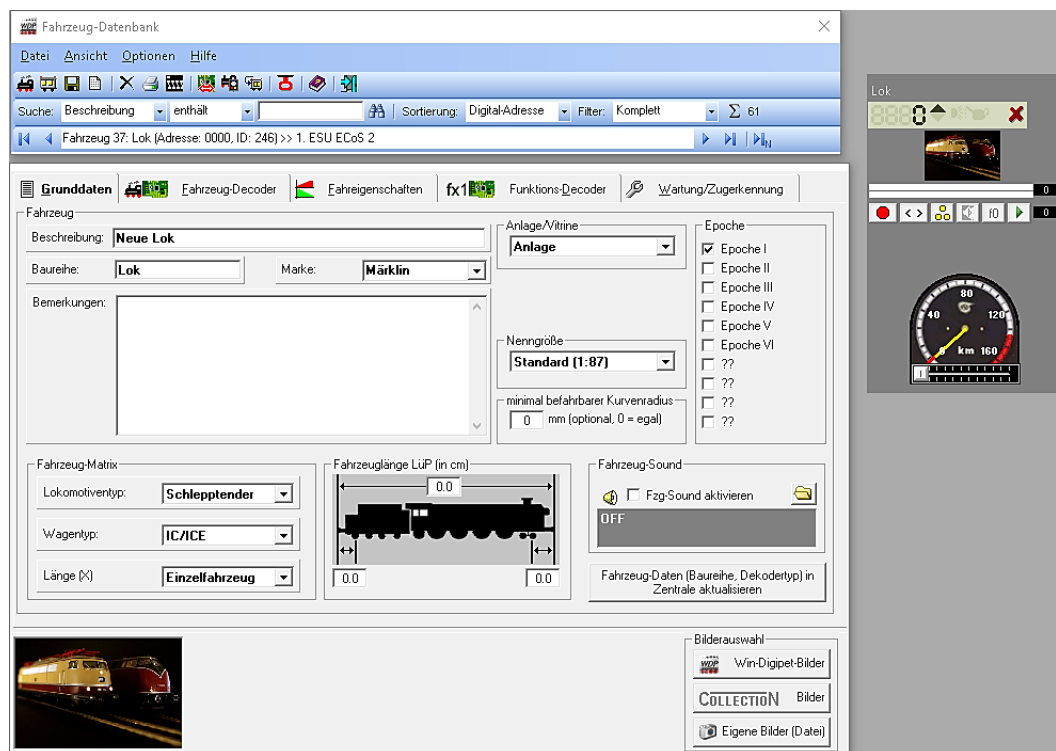 WDP Fahrzeug-Datenbank
Datei Ansicht Optionen Hilfe
Suche: Beschreibung enthält Sortierung: Digital-Adresse Filter: Komplett Σ 61
Fahrzeug 37: Lok (Adresse: 0000, ID: 246) >> 1. ESU ECoS 2
N
Grunddaten Fahrzeug-Decoder Fahreigenschaften fx1 Funktions-Decoder Wartung/Zugerkennung
Fahrzeug
Beschreibung: Neue Lok
Baureihe: Lok Marke: Märklin
Bemerkungen:
Anlage/Vitrine
Anlage
Nenngröße
Standard (1:87)
minimal befahrbarer Kurvenradius
0 mm (optional, 0 = egal)
Epoche
Epoche I
Epoche II
Epoche III
Epoche IV
Epoche V
Epoche VI
??
??
??
??
Fahrzeug-Matrix
Lokomotiventyp: Schlepptender
Wagentyp: IC/ICE
Länge (X) Einzelfahrzeug
Fahrzeuglänge LüP (in cm)
0.0
0.0 0.0
Fahrzeug-Sound
Fzg-Sound aktivieren
OFF
Fahrzeug-Daten (Baureihe, Dekodertyp) in
Zentrale aktualisieren
Bilderauswahl
WDP Win-Digipet-Bilder
COLLECTION Bilder
Eigene Bilder (Datei)
Lok
0
0
f0 0
80
40 120
0 km 160